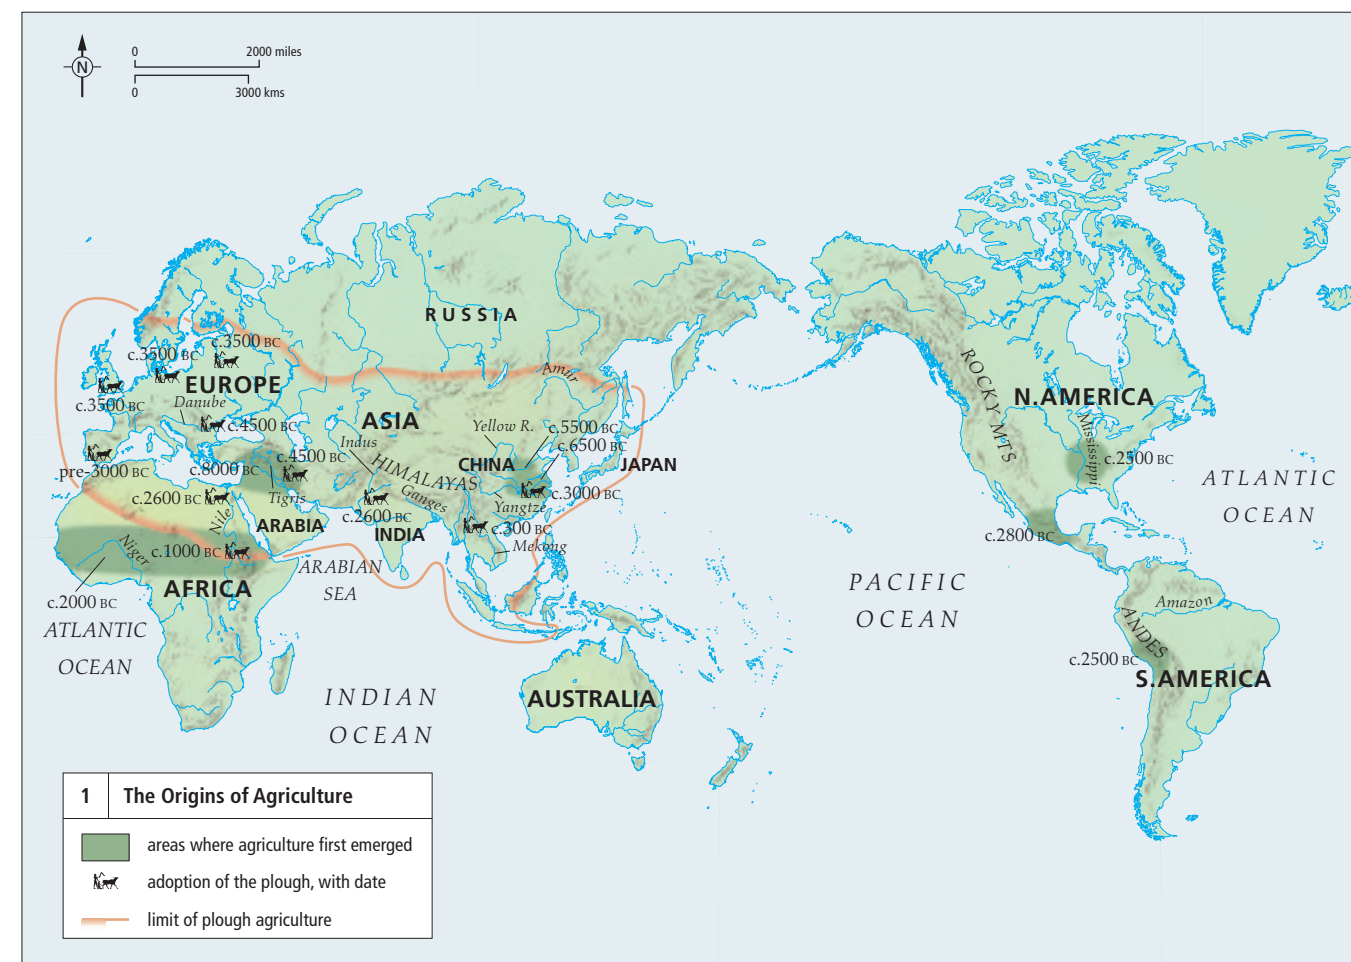 N
0 2000 miles
0 3000 kms
RUSSIA
c.3500 BC
c.3500 BC
EUROPE
c.3500 BC
Danube
c.4500 BC
pre-3000 BC
c.8000 BC
c.4500 BC
Tigris
c.2600 BC
Nile
ARABIA
ASIA
Indus
HIMALAYAS
Ganges
c.2600 BC
INDIA
Amur
Yellow R.
c.5500 BC
c.6500 BC
CHINA
JAPAN
c.3000 BC
Yangtze
c.300 BC
Mekong
Niger
c.1000 BC
AFRICA
c.2000 BC
ARABIAN
SEA
ATLANTIC
OCEAN
INDIAN
OCEAN
AUSTRALIA
ROCKY MTS
N.AMERICA
Mississippi
c.2500 BC
ATLANTIC
OCEAN
c.2800 BC
PACIFIC
OCEAN
Amazon
ANDES
c.2500 BC
S.AMERICA
1 The Origins of Agriculture
areas where agriculture first emerged
adoption of the plough, with date
limit of plough agriculture